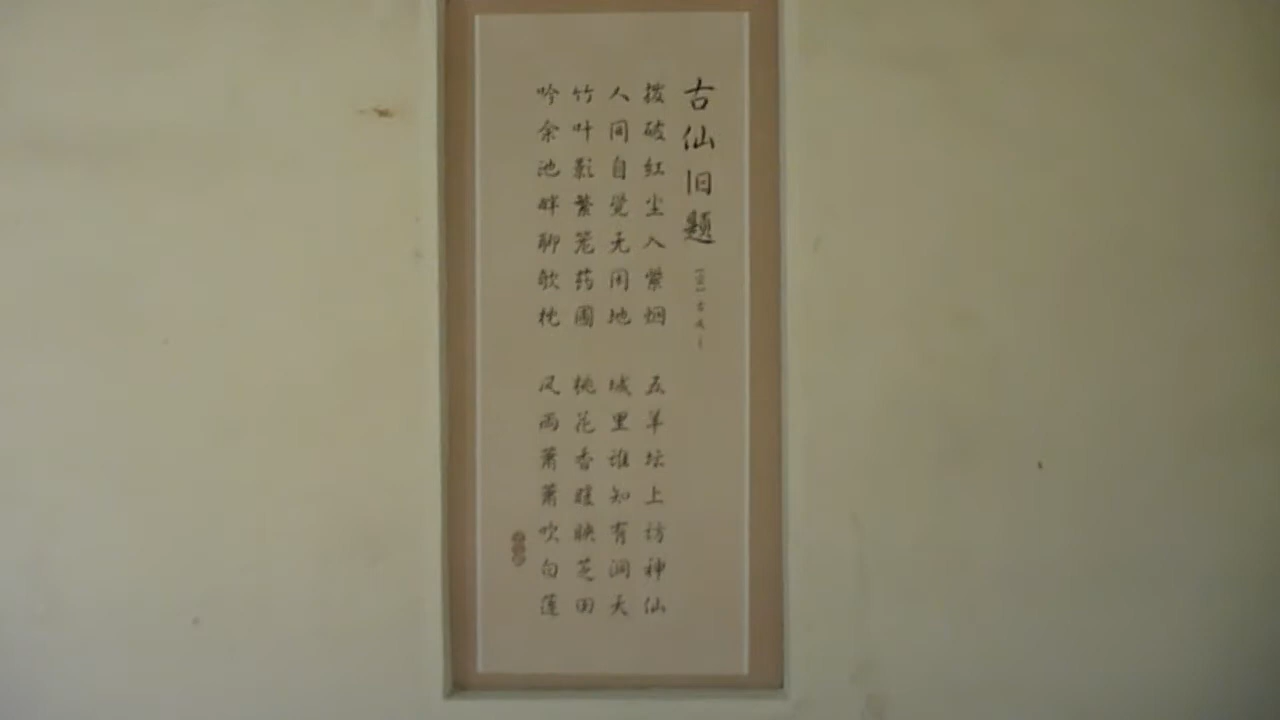 古仙旧题
拨破红尘入紫烟 五羊坛上访神仙
人间自觉无闲地 城里谁知有洞天
竹叶影繁笼药圃 桃花香暖映芝田
吟余池畔聊欹枕 风雨萧萧吹白莲